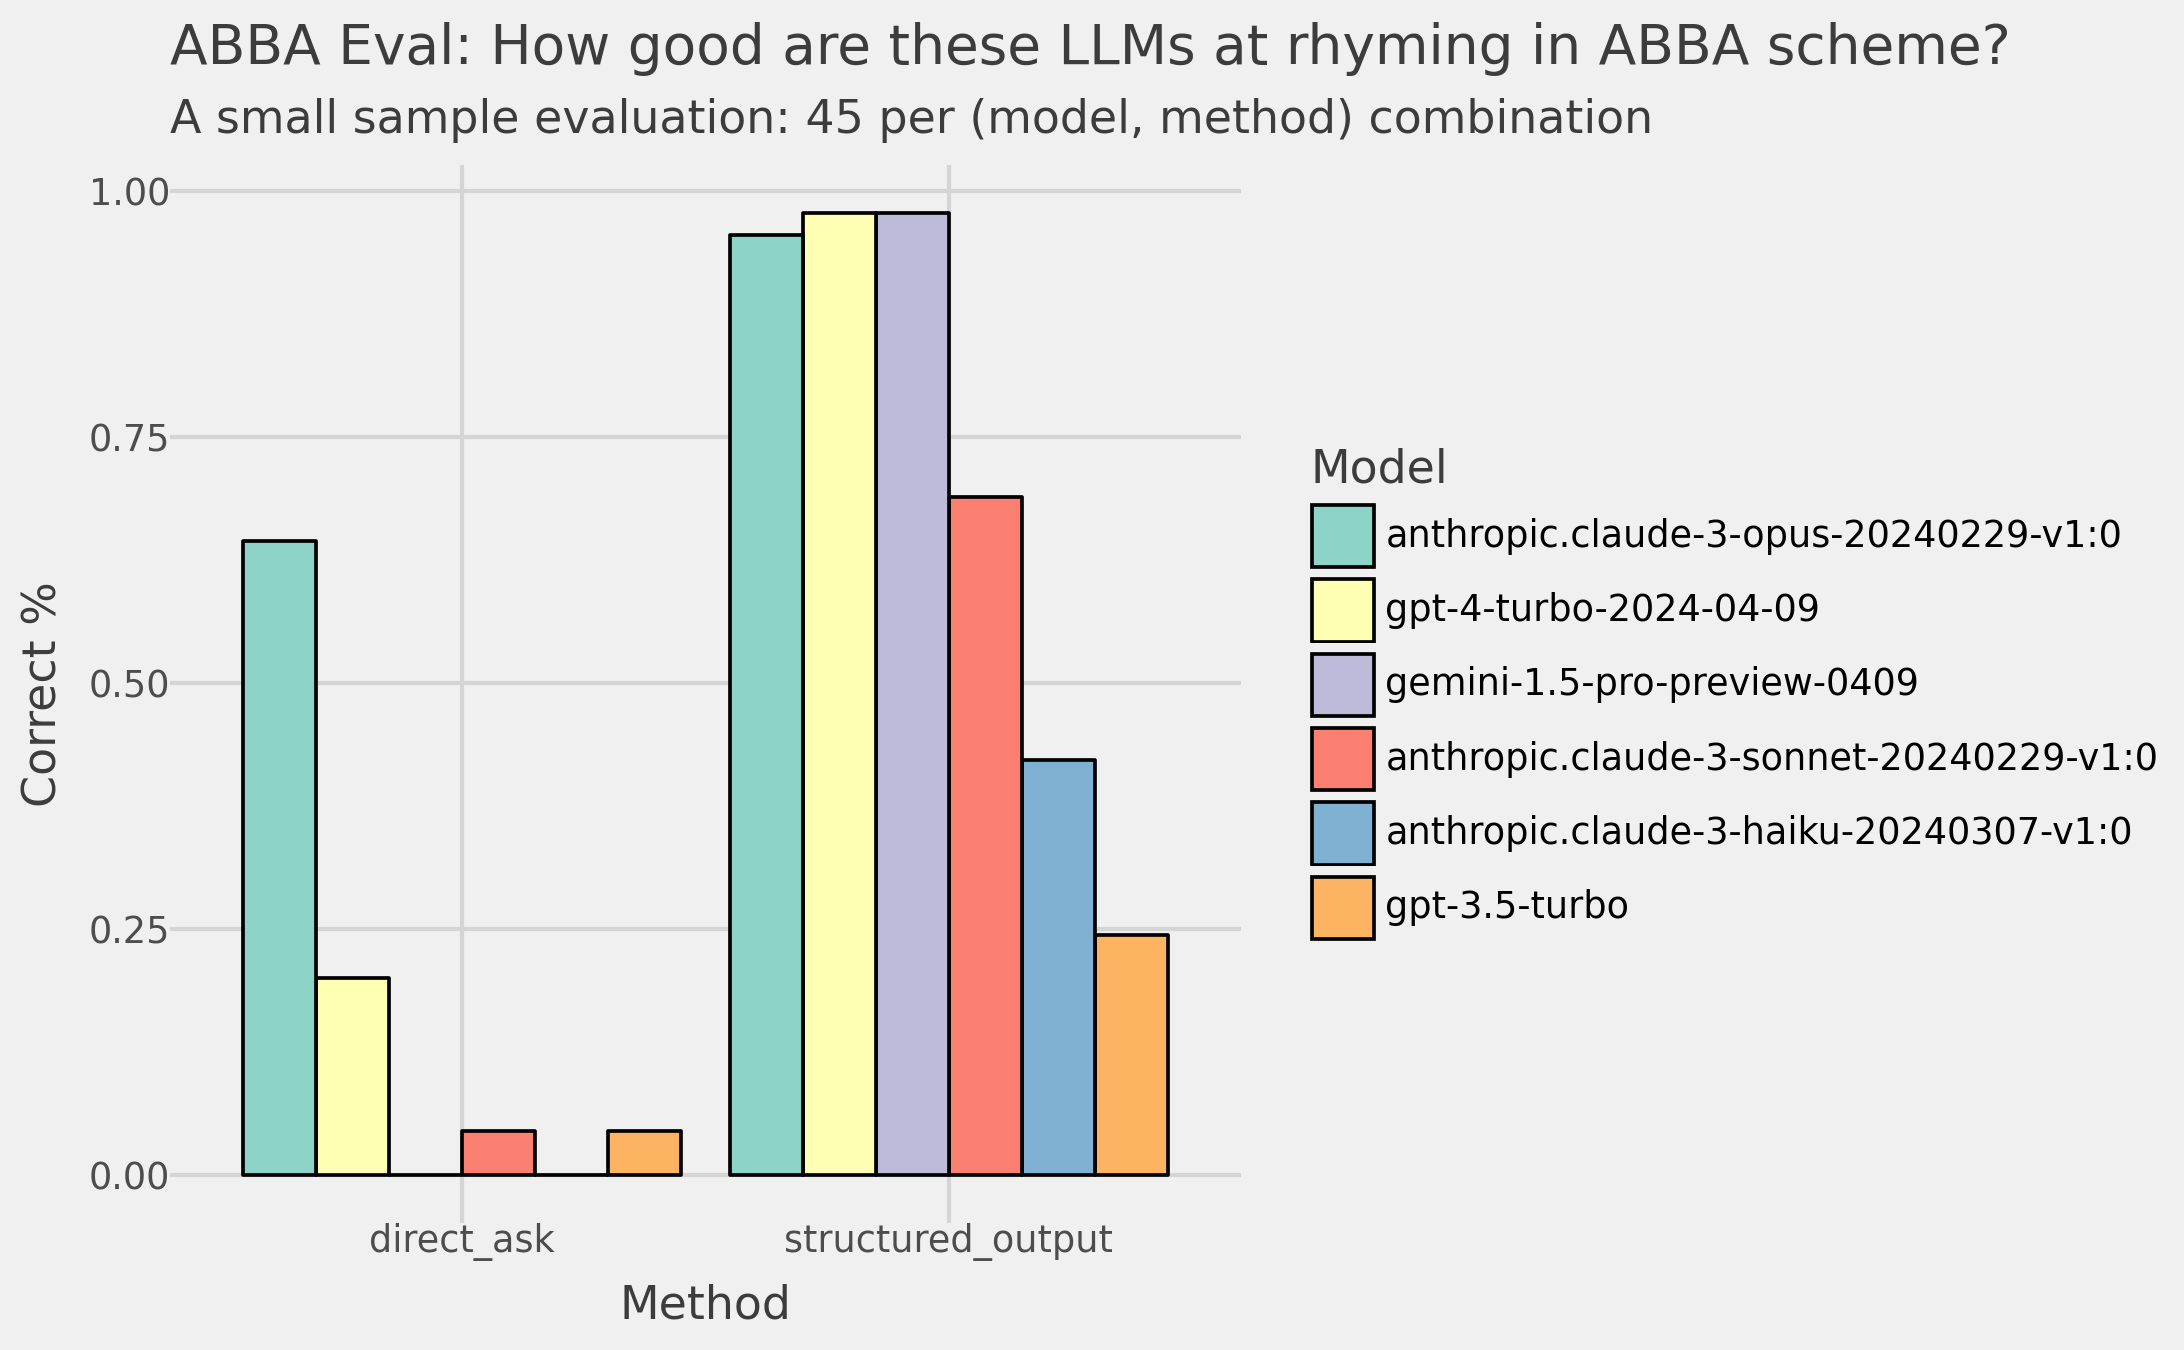 ABBA Eval: How good are these LLMs at rhyming in ABBA scheme?
A small sample evaluation: 45 per (model, method) combination
1.00
0.75
0.50
0.25
0.00
Correct %
direct_ask
structured_output
Method
Model
anthropic.claude-3-opus-20240229-v1:0
gpt-4-turbo-2024-04-09
gemini-1.5-pro-preview-0409
anthropic.claude-3-sonnet-20240229-v1:0
anthropic.claude-3-haiku-20240307-v1:0
gpt-3.5-turbo